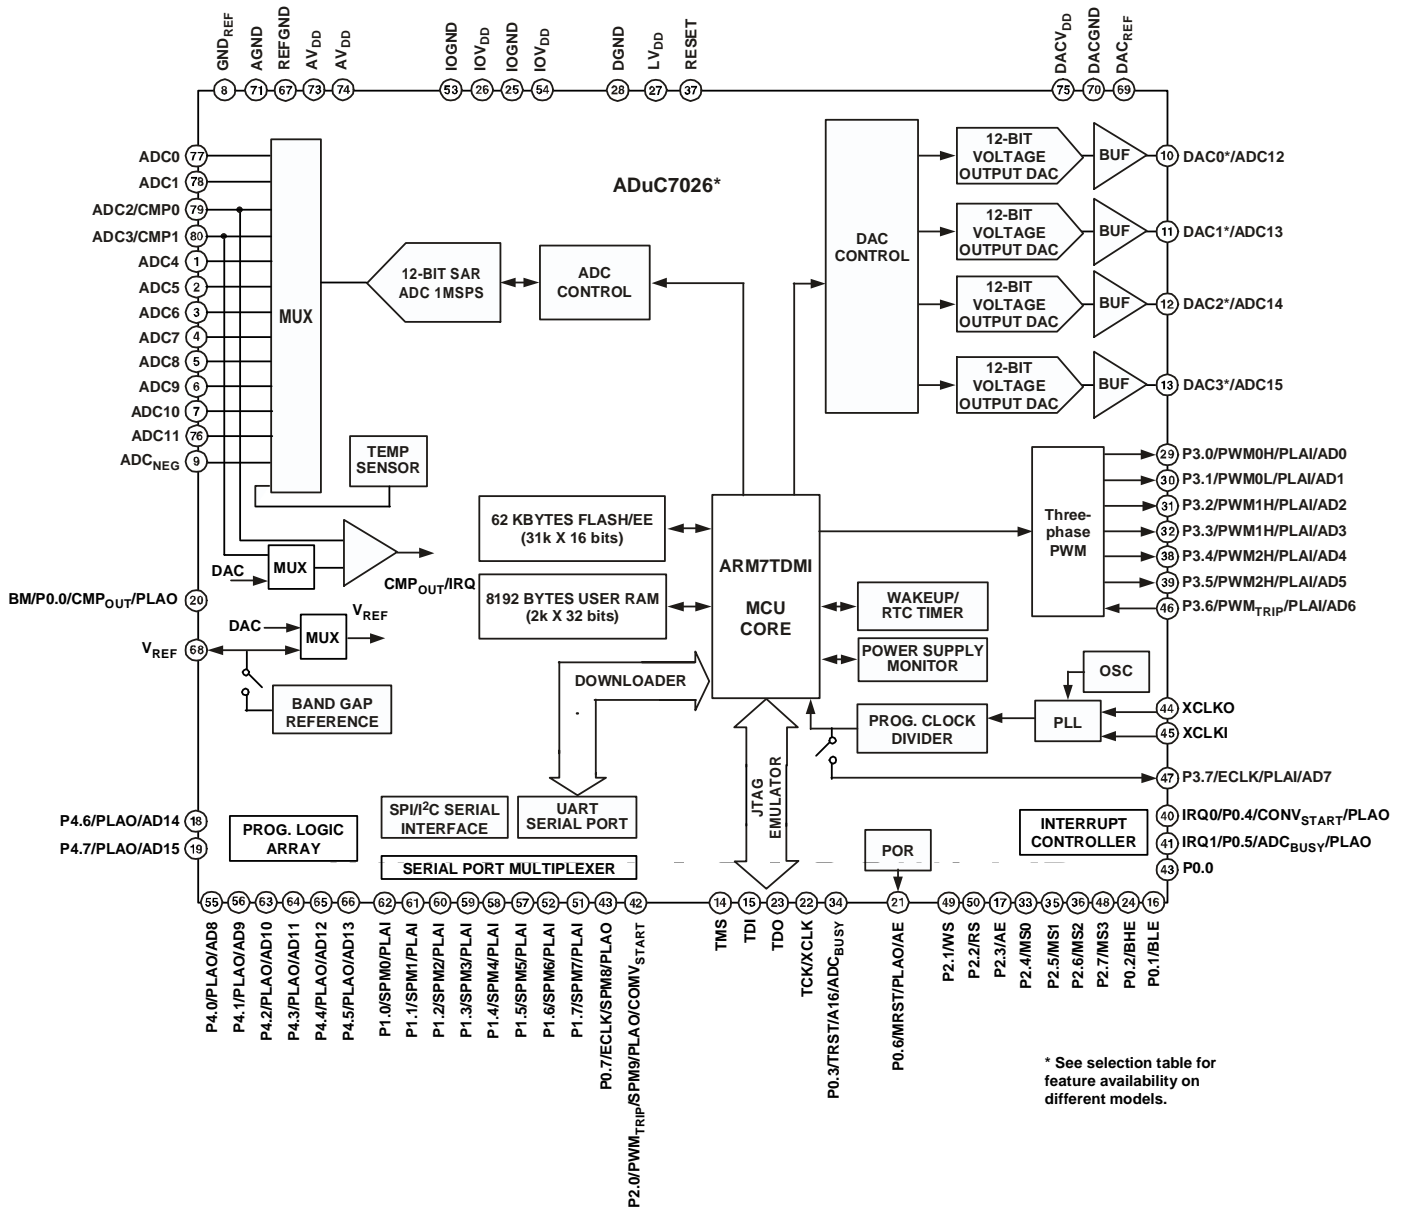 GND_REF
AGND
REFGND
AV_DD
AV_DD
IOGND
IOV_DD
IOGND
IOV_DD
DGND
LV_DD
RESET
DACV_DD
DACGND
DAC_REF
8 71 67 73 74 53 26 25 54 28 27 37 75 70 69
ADC0 77
ADC1 78
ADC2/CMP0 79
ADC3/CMP1 80
ADC4 1
ADC5 2
ADC6 3
ADC7 4
ADC8 5
ADC9 6
ADC10 7
ADC11 76
ADC_NEG 9
MUX
ADuC7026*
12-BIT SAR
ADC 1MSPS
ADC
CONTROL
DAC
CONTROL
12-BIT
VOLTAGE
OUTPUT DAC
BUF
10 DAC0*/ADC12
12-BIT
VOLTAGE
OUTPUT DAC
BUF
11 DAC1*/ADC13
12-BIT
VOLTAGE
OUTPUT DAC
BUF
12 DAC2*/ADC14
12-BIT
VOLTAGE
OUTPUT DAC
BUF
13 DAC3*/ADC15
TEMP
SENSOR
62 KBYTES FLASH/EE
(31k X 16 bits)
8192 BYTES USER RAM
(2k X 32 bits)
ARM7TDMI
MCU
CORE
Three-
phase
PWM
29 P3.0/PWM0H/PLAI/AD0
30 P3.1/PWM0L/PLAI/AD1
31 P3.2/PWM1H/PLAI/AD2
32 P3.3/PWM1H/PLAI/AD3
38 P3.4/PWM2H/PLAI/AD4
39 P3.5/PWM2H/PLAI/AD5
46 P3.6/PWM_TRIP/PLAI/AD6
DAC
MUX
CMP_OUT/IRQ
BM/P0.0/CMP_OUT/PLAO 20
DAC
MUX
V_REF
V_REF 68
BAND GAP
REFERENCE
WAKEUP/
RTC TIMER
POWER SUPPLY
MONITOR
DOWNLOADER
PROG. CLOCK
DIVIDER
OSC
PLL
44 XCLKO
45 XCLKI
47 P3.7/ECLK/PLAI/AD7
JTAG
EMULATOR
P4.6/PLAO/AD14 18
P4.7/PLAO/AD15 19
PROG. LOGIC
ARRAY
SPI/I2C SERIAL
INTERFACE
UART
SERIAL PORT
SERIAL PORT MULTIPLEXER
POR
INTERRUPT
CONTROLLER
40 IRQ0/P0.4/CONV_START/PLAO
41 IRQ1/P0.5/ADC_BUSY/PLAO
43 P0.0
55 56 63 64 65 66 62 61 60 59 58 57 52 51 43 42 14 15 23 22 34 21 49 50 17 33 35 36 48 24 16
P4.0/PLAO/AD8
P4.1/PLAO/AD9
P4.2/PLAO/AD10
P4.3/PLAO/AD11
P4.4/PLAO/AD12
P4.5/PLAO/AD13
P1.0/SPM0/PLAI
P1.1/SPM1/PLAI
P1.2/SPM2/PLAI
P1.3/SPM3/PLAI
P1.4/SPM4/PLAI
P1.5/SPM5/PLAI
P1.6/SPM6/PLAI
P1.7/SPM7/PLAI
P0.7/ECLK/SPM8/PLAO
P2.0/PWM_TRIP/SPM9/PLAO/COMV_START
TMS
TDI
TDO
TCK/XCLK
P0.3/TRST/A16/ADC_BUSY
P0.6/MRST/PLAO/AE
P2.1/WS
P2.2/RS
P2.3/AE
P2.4/MS0
P2.5/MS1
P2.6/MS2
P2.7/MS3
P0.2/BHE
P0.1/BLE
* See selection table for
feature availability on
different models.